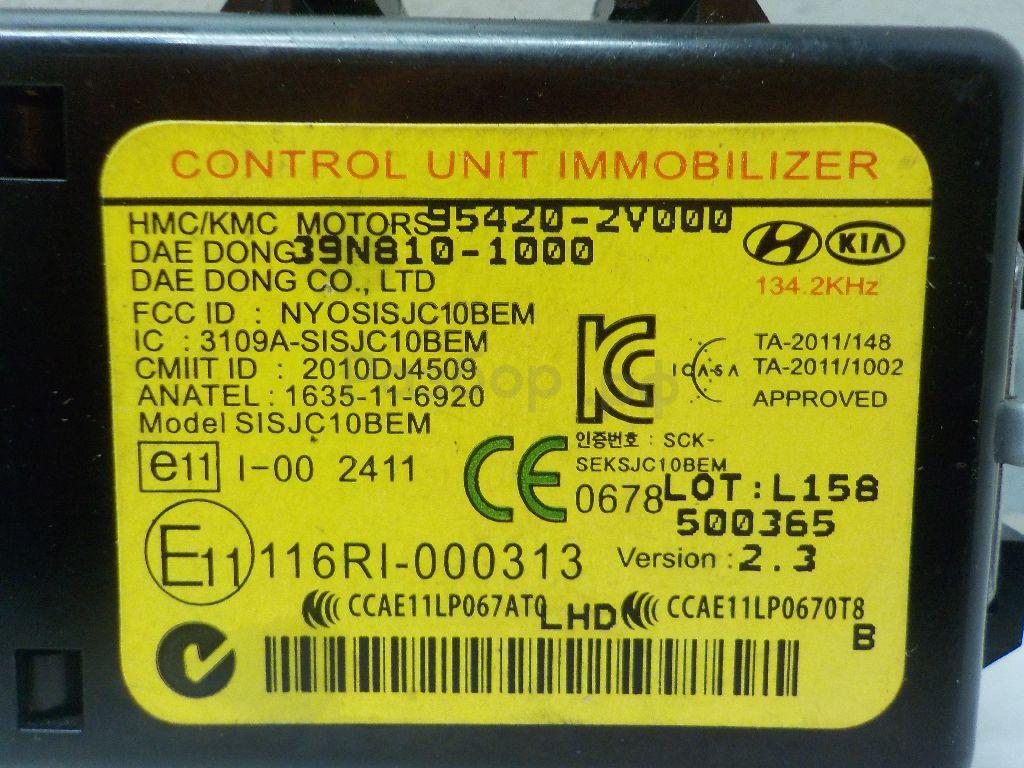 CONTROL UNIT IMMOBILIZER
HMC/KMC MOTORS 95420-2V000
DAE DONG 39N810-1000
KIA
DAE DONG CO., LTD
134.2KHz
FCC ID : NYOSISJC10BEM
IC : 3109A-SISJC10BEM
TA-2011/148
CMIIT ID : 2010DJ4509
ICASA
TA-2011/1002
ANATEL : 1635-11-6920
APPROVED
Model SISJC10BEM
인증번호 : SCK-
SEKSJC10BEM
e11 I-00 2411
CE 0678 LOT:L158
500365
E11 116RI-000313
Version : 2.3
CCAE11LP067AT0 LHD CCAE11LP0670T8
B